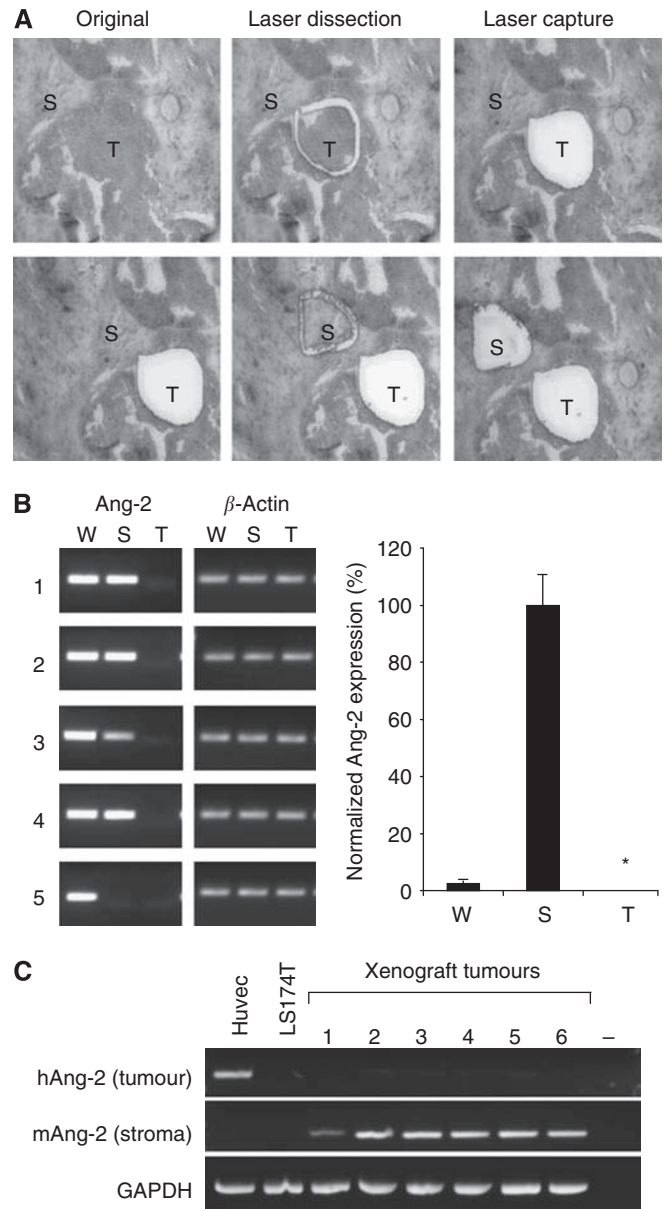 A
Original
Laser dissection
Laser capture
S
T
S
T
S
T
S
T
S
T
S
T
B
Ang-2
β-Actin
W S T
W S T
1
2
3
4
5
Normalized Ang-2 expression (%)
120
100
80
60
40
20
0
*
W
S
T
C
Huvec
LS174T
Xenograft tumours
1 2 3 4 5 6 –
hAng-2 (tumour)
mAng-2 (stroma)
GAPDH